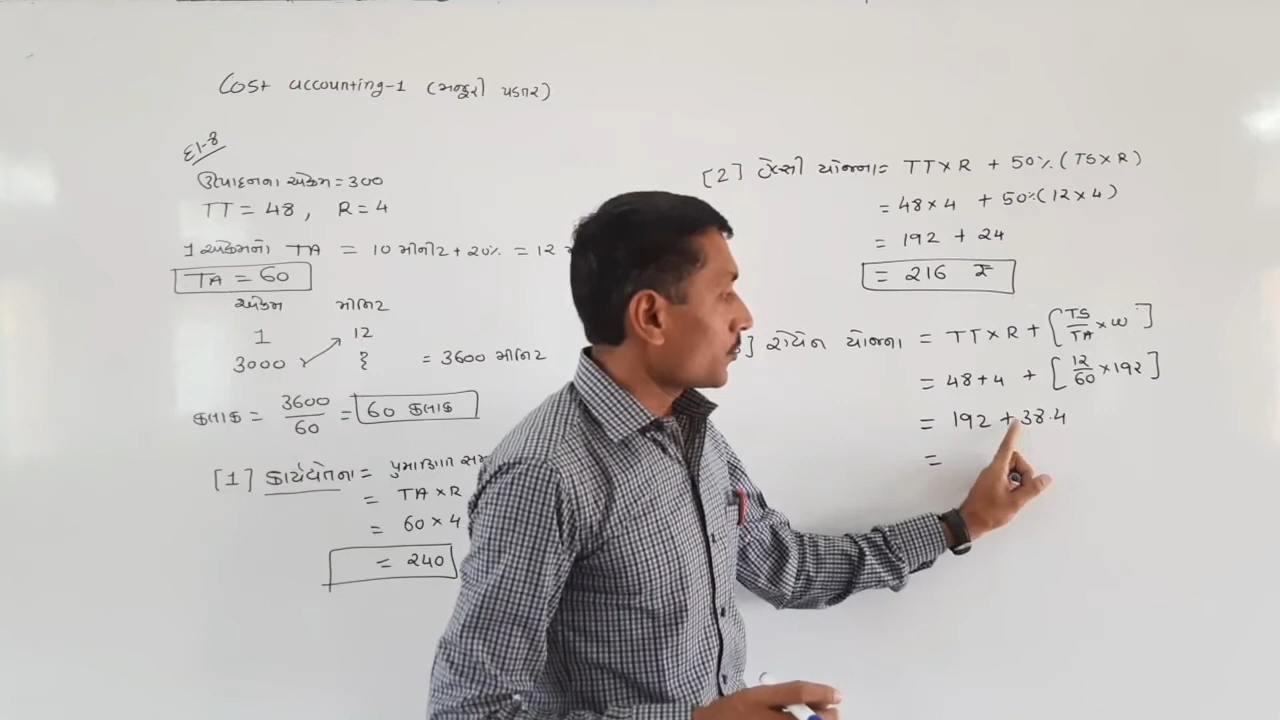 Cost accounting-1 (મજૂરી પડતર)
દા-8
ઉત્પાદનના એકમ = 300
TT = 48, R = 4
1 એકમનો TA = 10 મીનીટ + 20% = 12
TA = 60
એકમ મીનિટ
1 12
3000
= 3600 મીનીટ
કલાક = 3600/60 = 60 કલાક
[1] કાર્યવેતન =
= TA × R
= 60 × 4
= 240
[2] હેલ્સી યોજના = TT × R + 50% (TS × R)
= 48 × 4 + 50% (12 × 4)
= 192 + 24
= 216 ₹
] રોવેન યોજના = TT × R + [TS/TA × W]
= 48 + 4 + [12/60 × 192]
= 192 + 38.4
=